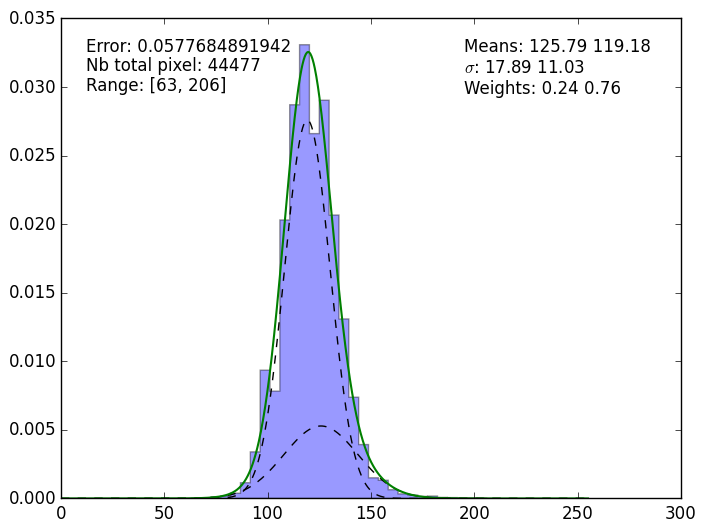 Error: 0.0577684891942
Nb total pixel: 44477
Range: [63, 206]
Means: 125.79 119.18
σ: 17.89 11.03
Weights: 0.24 0.76
0.035
0.030
0.025
0.020
0.015
0.010
0.005
0.000
0 50 100 150 200 250 300